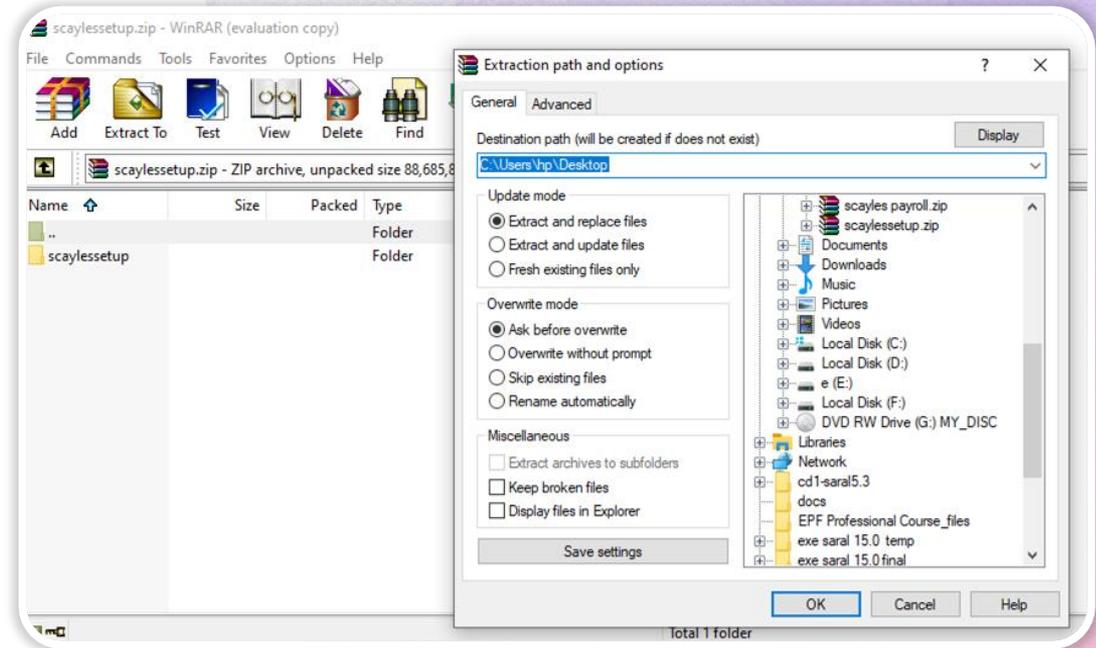 scaylessetup.zip - WinRAR (evaluation copy)
File Commands Tools Favorites Options Help
Add Extract To Test View Delete Find
scaylessetup.zip - ZIP archive, unpacked size 88,685,8
Name Size Packed Type
.. Folder
scaylessetup Folder
Total 1 folder
Extraction path and options ?
General Advanced
Destination path (will be created if does not exist) Display
C:\Users\hp\Desktop
Update mode
Extract and replace files
Extract and update files
Fresh existing files only
Overwrite mode
Ask before overwrite
Overwrite without prompt
Skip existing files
Rename automatically
Miscellaneous
Extract archives to subfolders
Keep broken files
Display files in Explorer
Save settings
scayles payroll.zip
scaylessetup.zip
Documents
Downloads
Music
Pictures
Videos
Local Disk (C:)
Local Disk (D:)
e (E:)
Local Disk (F:)
DVD RW Drive (G:) MY_DISC
Libraries
Network
cd1-saral5.3
docs
EPF Professional Course_files
exe saral 15.0 temp
exe saral 15.0 final
OK Cancel Help